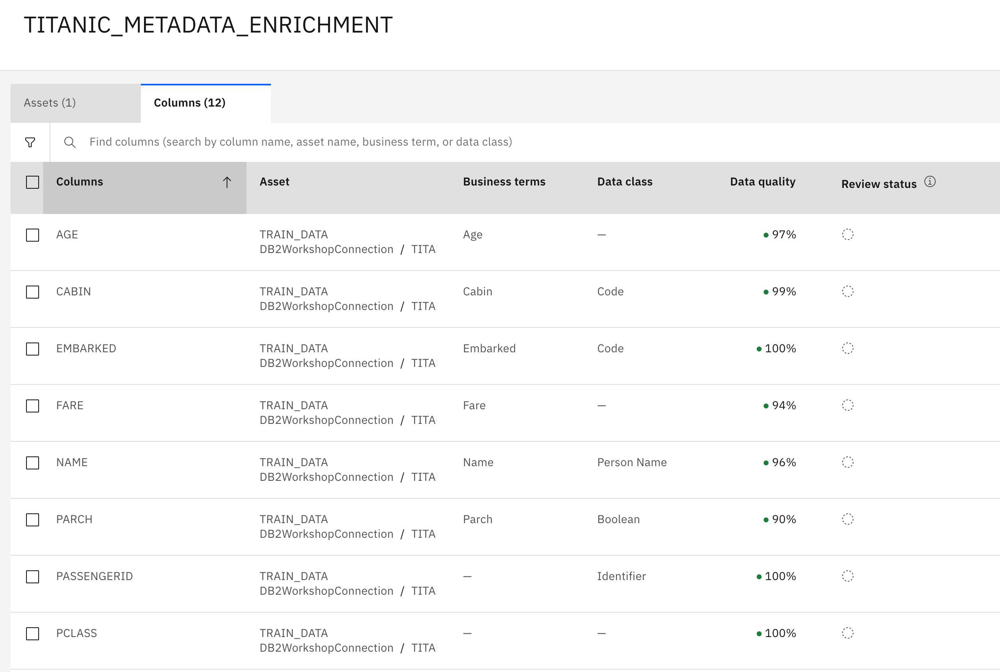 TITANIC_METADATA_ENRICHMENT
Assets (1)
Columns (12)
Find columns (search by column name, asset name, business term, or data class)
Columns Asset Business terms Data class Data quality Review status
AGE TRAIN_DATA Age — 97%
DB2WorkshopConnection / TITA
CABIN TRAIN_DATA Cabin Code 99%
DB2WorkshopConnection / TITA
EMBARKED TRAIN_DATA Embarked Code 100%
DB2WorkshopConnection / TITA
FARE TRAIN_DATA Fare — 94%
DB2WorkshopConnection / TITA
NAME TRAIN_DATA Name Person Name 96%
DB2WorkshopConnection / TITA
PARCH TRAIN_DATA Parch Boolean 90%
DB2WorkshopConnection / TITA
PASSENGERID TRAIN_DATA — Identifier 100%
DB2WorkshopConnection / TITA
PCLASS TRAIN_DATA — — 100%
DB2WorkshopConnection / TITA